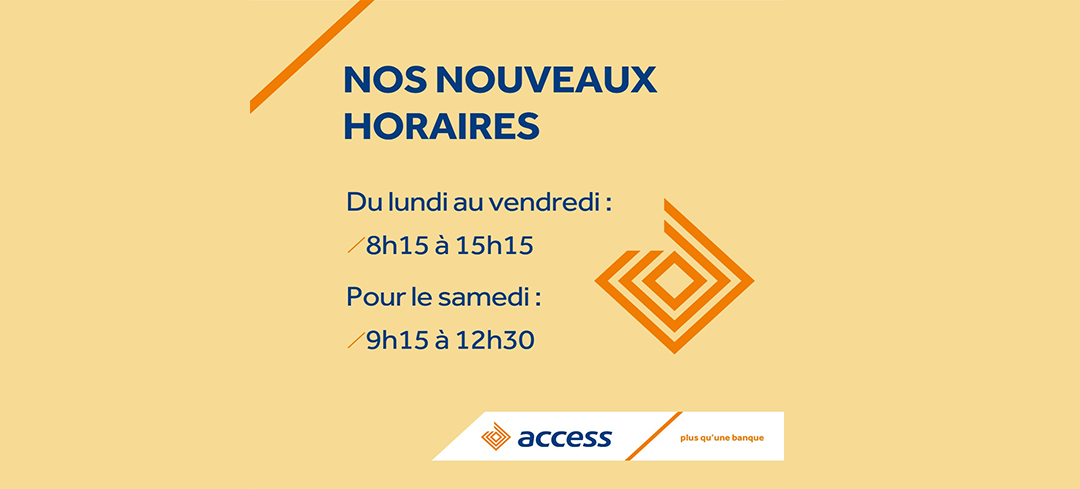 NOS NOUVEAUX
HORAIRES
Du lundi au vendredi :
8h15 à 15h15
Pour le samedi :
9h15 à 12h30
access
plus qu'une banque